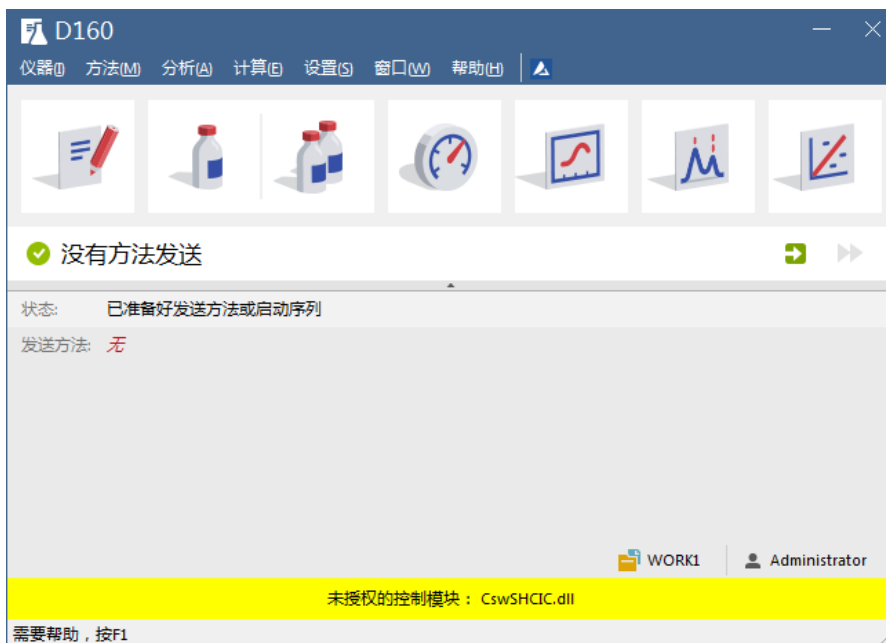 D160
仪器(I) 方法(M) 分析(A) 计算(E) 设置(S) 窗口(W) 帮助(H)
没有方法发送
状态: 已准备好发送方法或启动序列
发送方法: 无
WORK1 Administrator
未授权的控制模块： CswSHCIC.dll
需要帮助，按F1